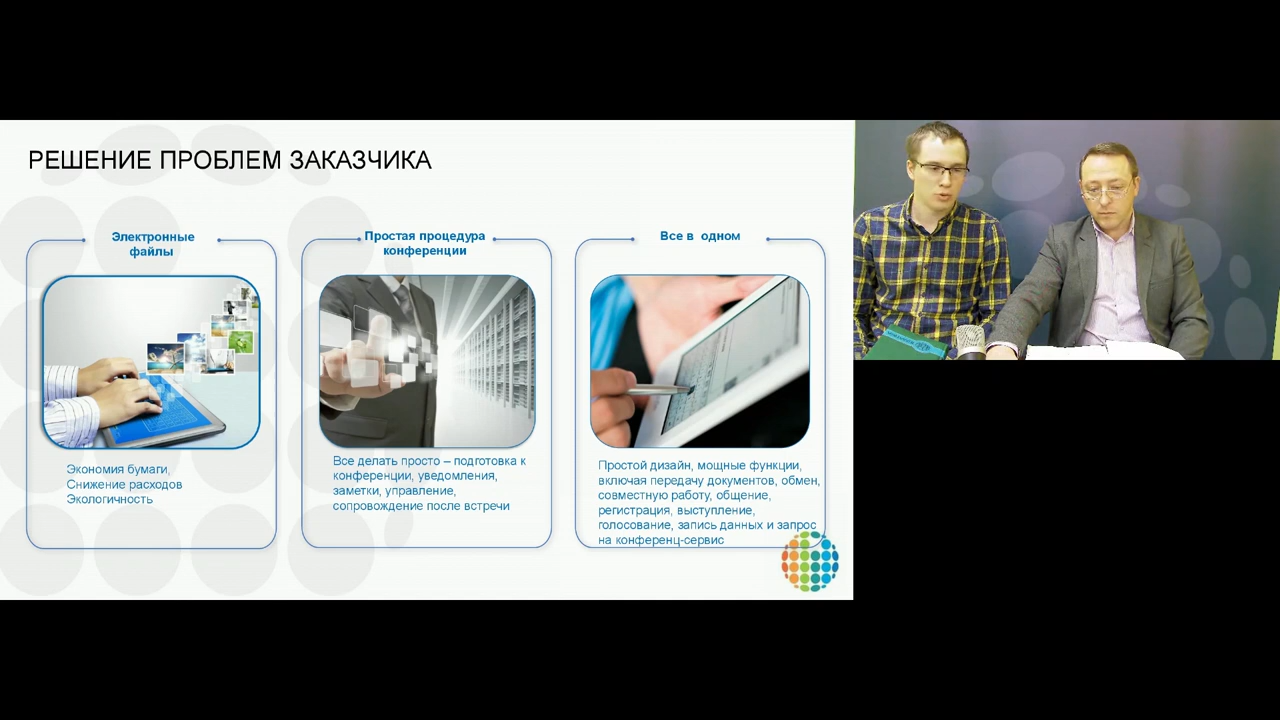 РЕШЕНИЕ ПРОБЛЕМ ЗАКАЗЧИКА
Электронные
файлы
Экономия бумаги,
Снижение расходов
Экологичность
Простая процедура
конференции
Все делать просто – подготовка к
конференции, уведомления,
заметки, управление,
сопровождение после встречи
Все в одном
Простой дизайн, мощные функции,
включая передачу документов, обмен,
совместную работу, общение,
регистрация, выступление,
голосование, запись данных и запрос
на конференц-сервис